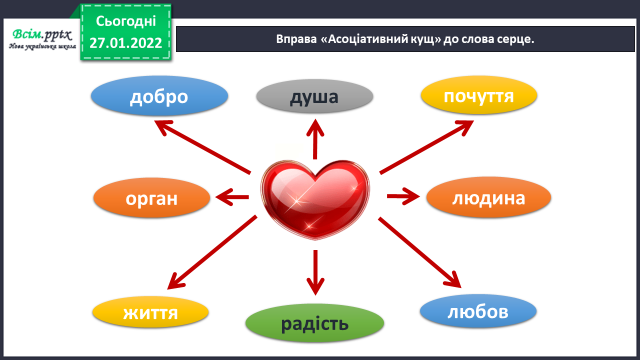 Всім.pptx
Нова українська школа
Сьогодні
27.01.2022
Вправа «Асоціативний кущ» до слова серце.
добро
душа
почуття
орган
людина
життя
радість
любов